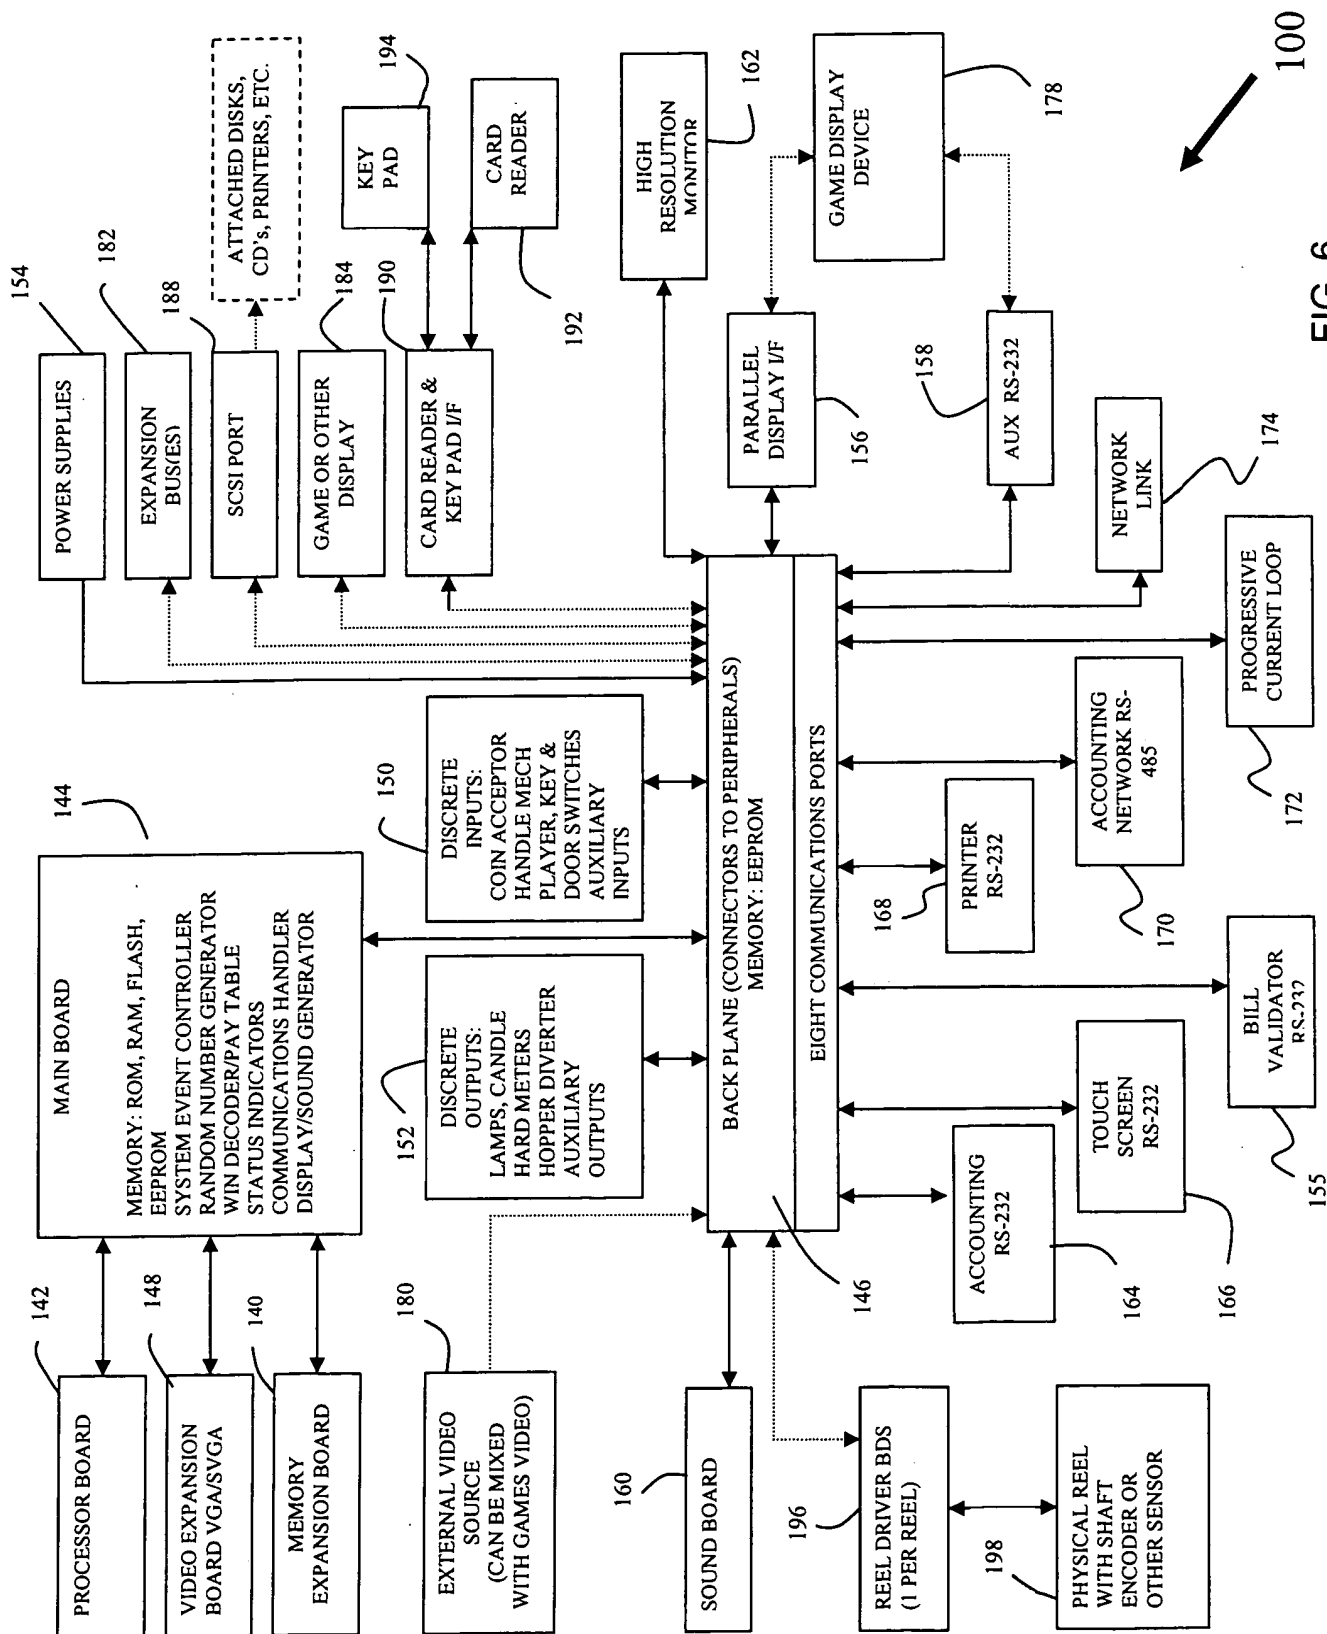 PROCESSOR BOARD
142
VIDEO EXPANSION
BOARD VGA/SVGA
148
MEMORY
EXPANSION BOARD
140
MAIN BOARD
MEMORY: ROM, RAM, FLASH,
EEPROM
SYSTEM EVENT CONTROLLER
RANDOM NUMBER GENERATOR
WIN DECODER/PAY TABLE
STATUS INDICATORS
COMMUNICATIONS HANDLER
DISPLAY/SOUND GENERATOR
144
POWER SUPPLIES
154
EXPANSION
BUS(ES)
182
SCSI PORT
188
ATTACHED DISKS,
CD's, PRINTERS, ETC.
GAME OR OTHER
DISPLAY
184
CARD READER &
KEY PAD I/F
190
KEY
PAD
194
CARD
READER
192
EXTERNAL VIDEO
SOURCE
(CAN BE MIXED
WITH GAMES VIDEO)
180
DISCRETE
OUTPUTS:
LAMPS, CANDLE
HARD METERS
HOPPER DIVERTER
AUXILIARY
OUTPUTS
152
DISCRETE
INPUTS:
COIN ACCEPTOR
HANDLE MECH
PLAYER, KEY &
DOOR SWITCHES
AUXILIARY
INPUTS
150
HIGH
RESOLUTION
MONITOR
162
SOUND BOARD
160
BACK PLANE (CONNECTORS TO PERIPHERALS)
MEMORY: EEPROM
EIGHT COMMUNICATIONS PORTS
146
PARALLEL
DISPLAY I/F
156
GAME DISPLAY
DEVICE
178
REEL DRIVER BDS
(1 PER REEL)
196
AUX RS-232
158
PHYSICAL REEL
WITH SHAFT
ENCODER OR
OTHER SENSOR
198
ACCOUNTING
RS-232
164
TOUCH
SCREEN
RS-232
166
BILL
VALIDATOR
RS-232
155
PRINTER
RS-232
168
ACCOUNTING
NETWORK RS-
485
170
PROGRESSIVE
CURRENT LOOP
172
NETWORK
LINK
174
100
FIG. 6